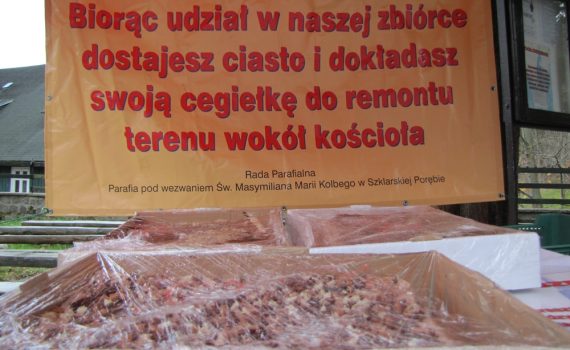 Biorąc udział w naszej zbiórce
dostajesz ciasto i dokładasz
swoją cegiełkę do remontu
terenu wokół kościoła
Rada Parafialna
Parafia pod wezwaniem Św. Masymiliana Marii Kolbego w Szklarskiej Porębie